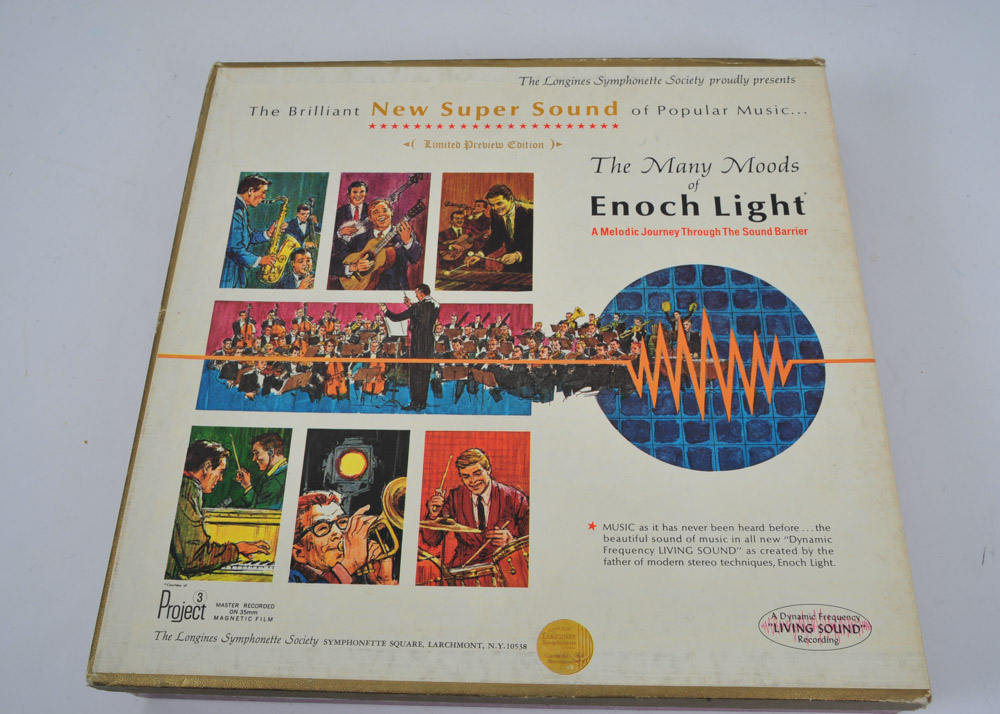 The Longines Symphonette Society proudly presents
The Brilliant New Super Sound of Popular Music...
Limited Preview Edition
The Many Moods
of
Enoch Light*
A Melodic Journey Through The Sound Barrier
★ MUSIC as it has never been heard before...the
beautiful sound of music in all new "Dynamic
Frequency LIVING SOUND" as created by the
father of modern stereo techniques, Enoch Light.
*Courtesy of
Project 3
MASTER RECORDED
ON 35mm
MAGNETIC FILM
The Longines Symphonette Society SYMPHONETTE SQUARE, LARCHMONT, N.Y. 10538
LONGINES
A Dynamic Frequency
"LIVING SOUND"
Recording